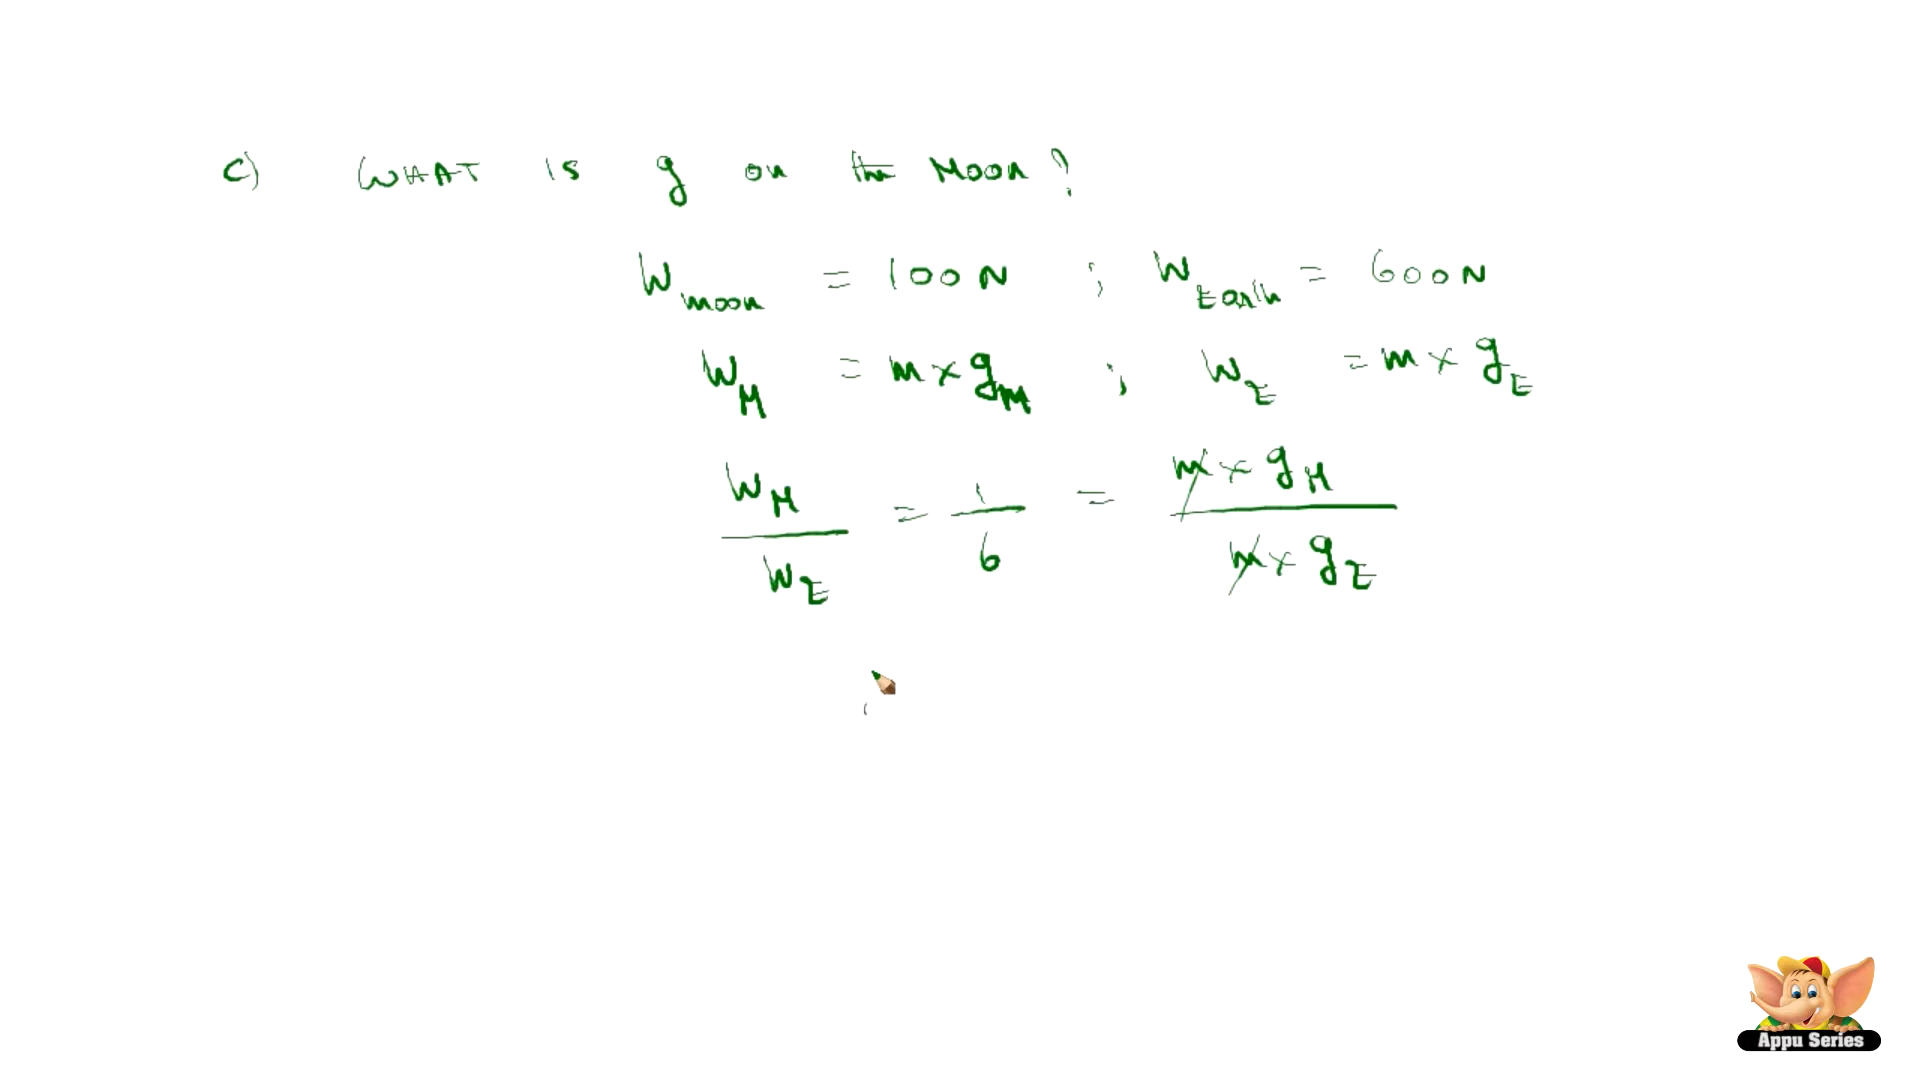 c) WHAT IS g on the Moon?
W moon = 100 N ; W Earth = 600 N
W M = m × g M ; W E = m × g E
W M / W E = 1 / 6 = m × g M / m × g E
Appu Series